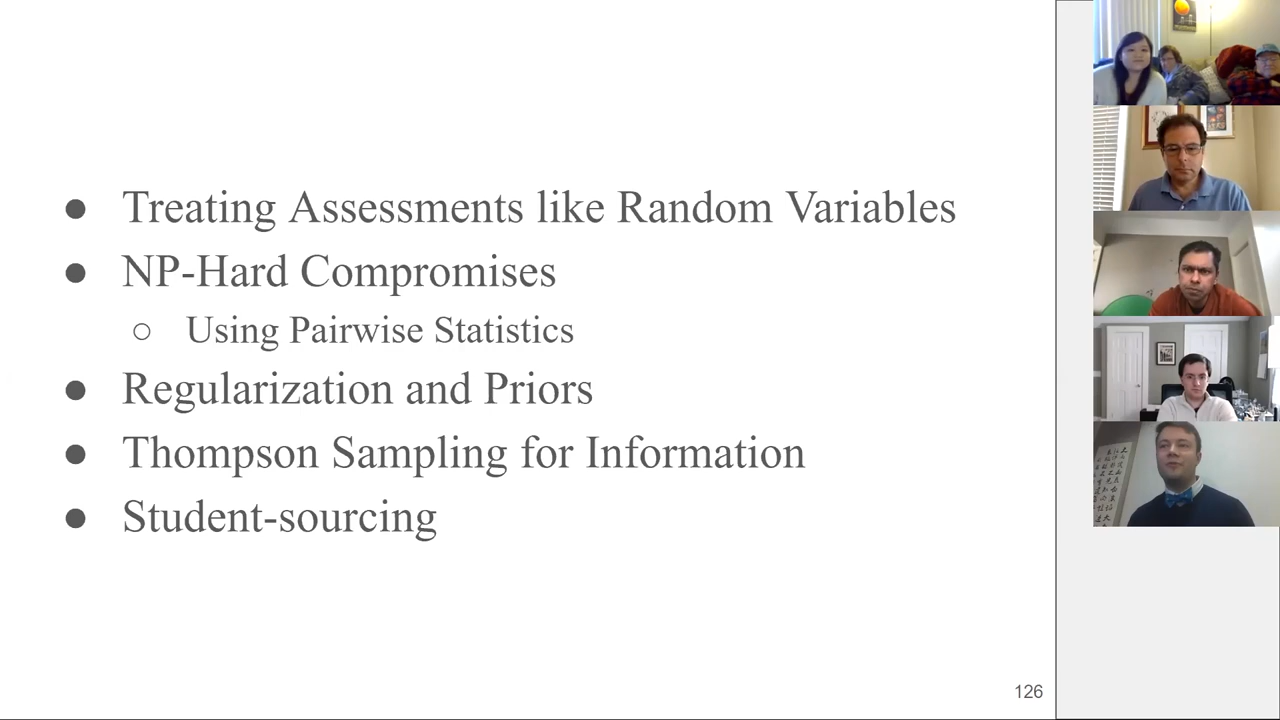 ● Treating Assessments like Random Variables
● NP-Hard Compromises
○ Using Pairwise Statistics
● Regularization and Priors
● Thompson Sampling for Information
● Student-sourcing
126